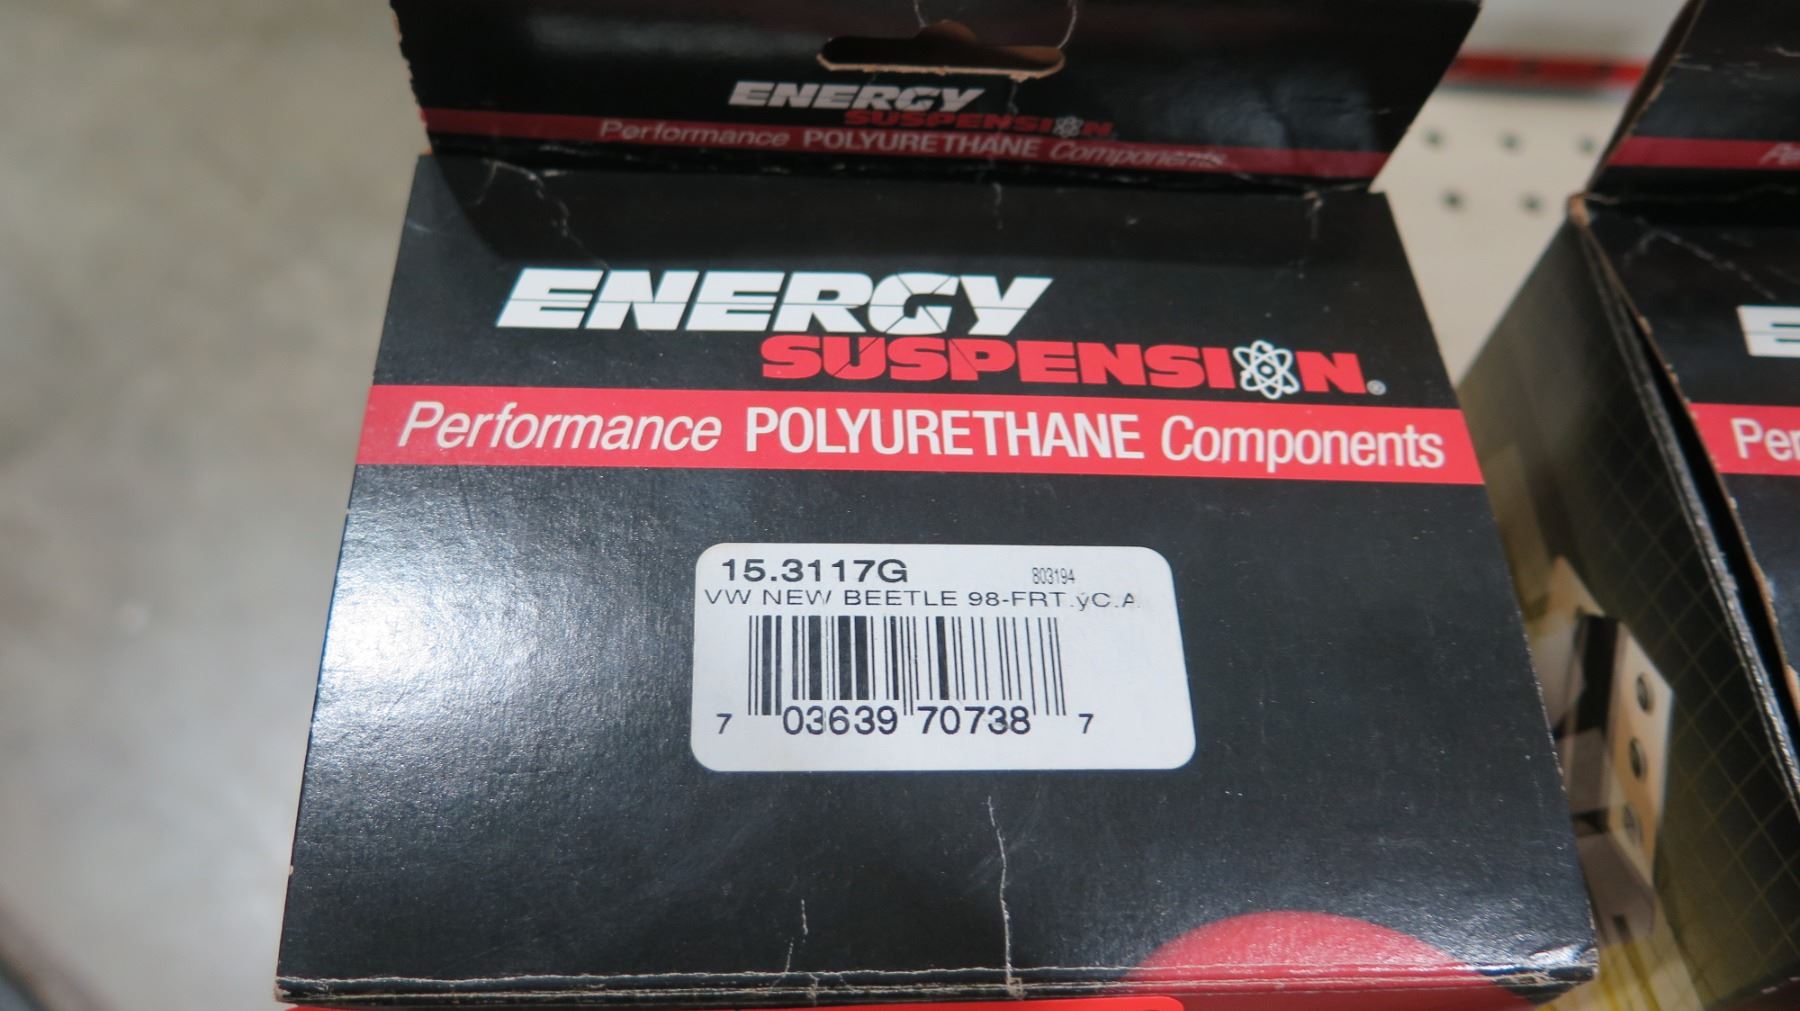 ENERGY
SUSPENSION
Performance POLYURETHANE Components
ENERGY
SUSPENSION®
Performance POLYURETHANE Components
15.3117G 803194
VW NEW BEETLE 98-FRT.ÿC.A
7 03639 70738 7
E
Per